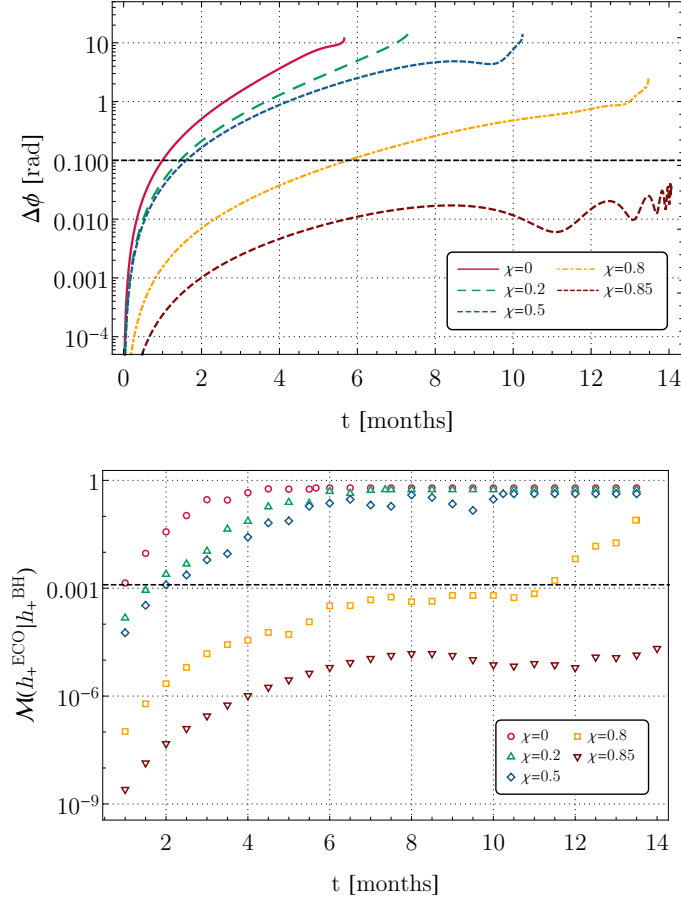 10
1
0.100
0.010
0.001
10⁻⁴
Δϕ [rad]
χ=0
χ=0.2
χ=0.5
χ=0.8
χ=0.85
0 2 4 6 8 10 12 14
t [months]
1
0.001
10⁻⁶
10⁻⁹
ℳ(h₊ᴱᶜᴼ|h₊ᴮᴴ)
χ=0
χ=0.2
χ=0.5
χ=0.8
χ=0.85
2 4 6 8 10 12 14
t [months]